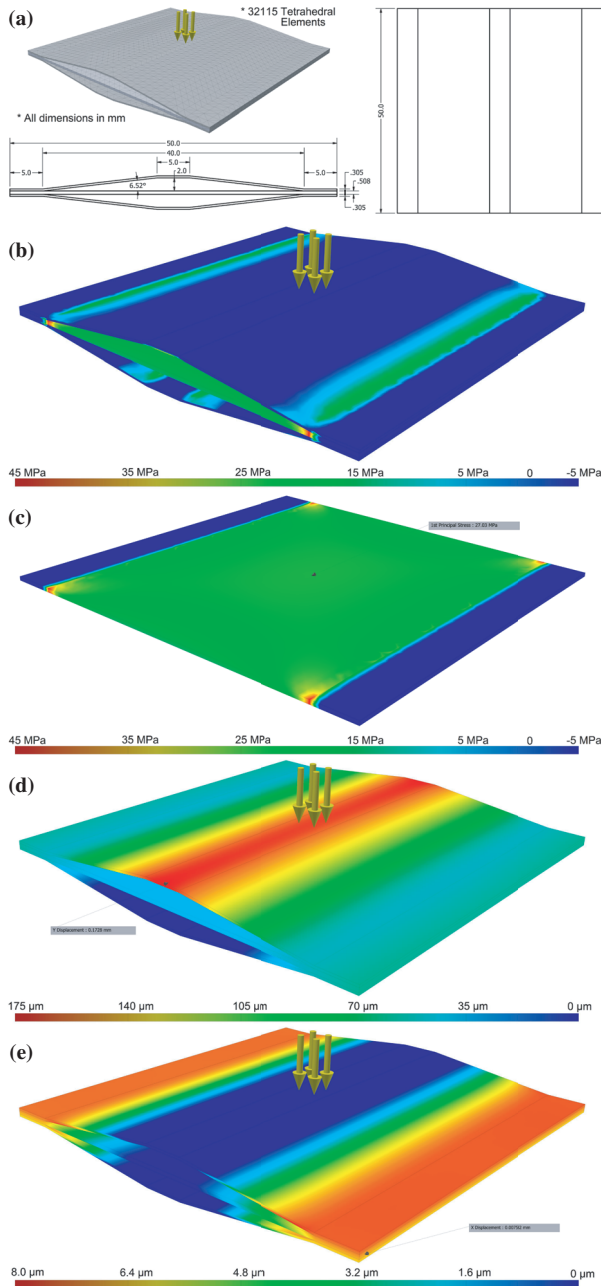 (a)
* 32115 Tetrahedral
Elements
* All dimensions in mm
50.0
40.0
5.0
5.0
2.0
5.0
6.52°
.305
.508
.305
50.0
(b)
45 MPa 35 MPa 25 MPa 15 MPa 5 MPa 0 -5 MPa
(c)
1st Principal Stress : 27.03 MPa
45 MPa 35 MPa 25 MPa 15 MPa 5 MPa 0 -5 MPa
(d)
Y Displacement : 0.1728 mm
175 µm 140 µm 105 µm 70 µm 35 µm 0 µm
(e)
X Displacement : 0.00792 mm
8.0 µm 6.4 µm 4.8 µm 3.2 µm 1.6 µm 0 µm